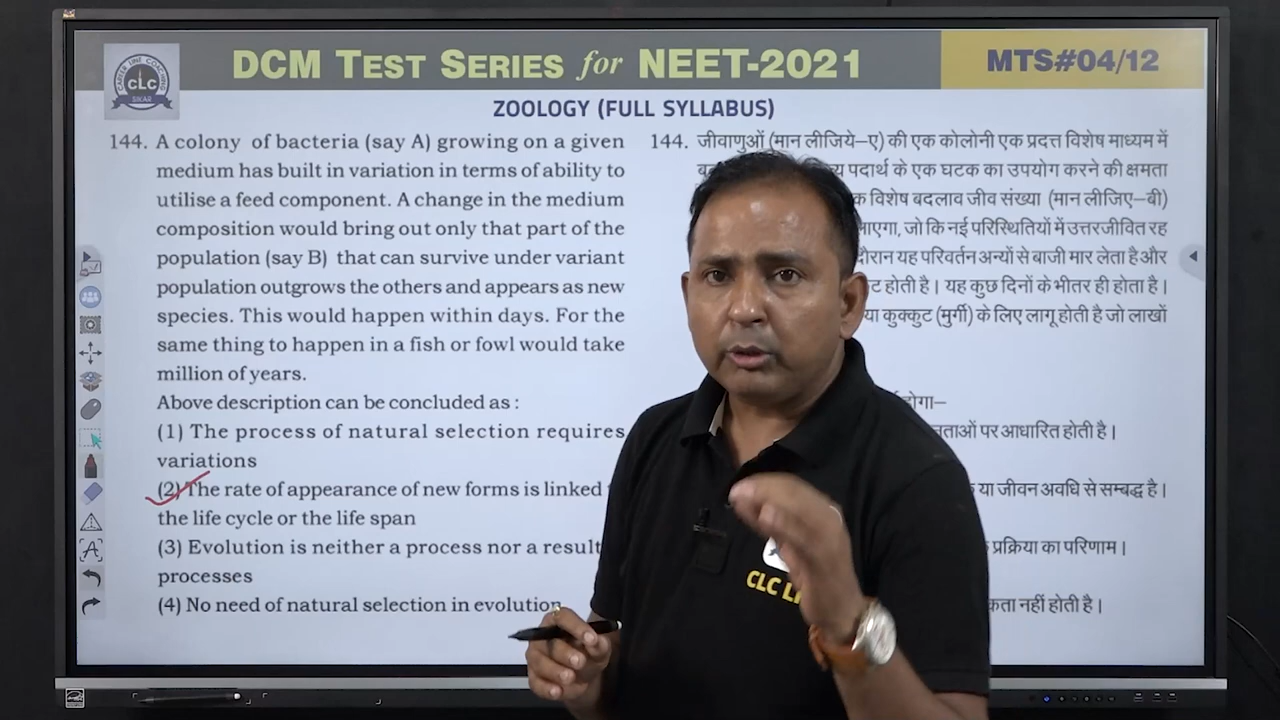 CAREER LINE COACHING
CLC
SIKAR
DCM TEST SERIES for NEET-2021
MTS#04/12
ZOOLOGY (FULL SYLLABUS)
144. A colony of bacteria (say A) growing on a given
medium has built in variation in terms of ability to
utilise a feed component. A change in the medium
composition would bring out only that part of the
population (say B) that can survive under variant
population outgrows the others and appears as new
species. This would happen within days. For the
same thing to happen in a fish or fowl would take
million of years.
Above description can be concluded as :
(1) The process of natural selection requires
variations
(2) The rate of appearance of new forms is linked
the life cycle or the life span
(3) Evolution is neither a process nor a result
processes
(4) No need of natural selection in evolution
144. जीवाणुओं (मान लीजिये–ए) की एक कोलोनी एक प्रदत्त विशेष माध्यम में
पदार्थ के एक घटक का उपयोग करने की क्षमता
विशेष बदलाव जीव संख्या (मान लीजिए–बी)
जो कि नई परिस्थितियों में उत्तरजीवित रह
दौरान यह परिवर्तन अन्यों से बाजी मार लेता है और
होती है। यह कुछ दिनों के भीतर ही होता है।
या कुक्कुट (मुर्गी) के लिए लागू होती है जो लाखों
होगा–
पर आधारित होती है।
या जीवन अवधि से सम्बद्ध है।
प्रक्रिया का परिणाम।
नहीं होती है।
CLC